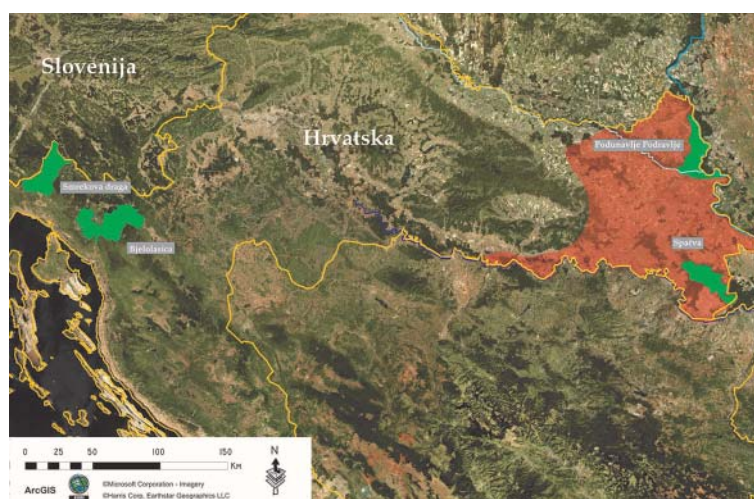 Slovenija
Hrvatska
Podunavlje Podravlje
Smrekova draga
Bjelolasica
Spačva
0 25 50 100 150
Km
N
ArcGIS
©Microsoft Corporation - Imagery
©Harris Corp, Earthstar Geographics LLC